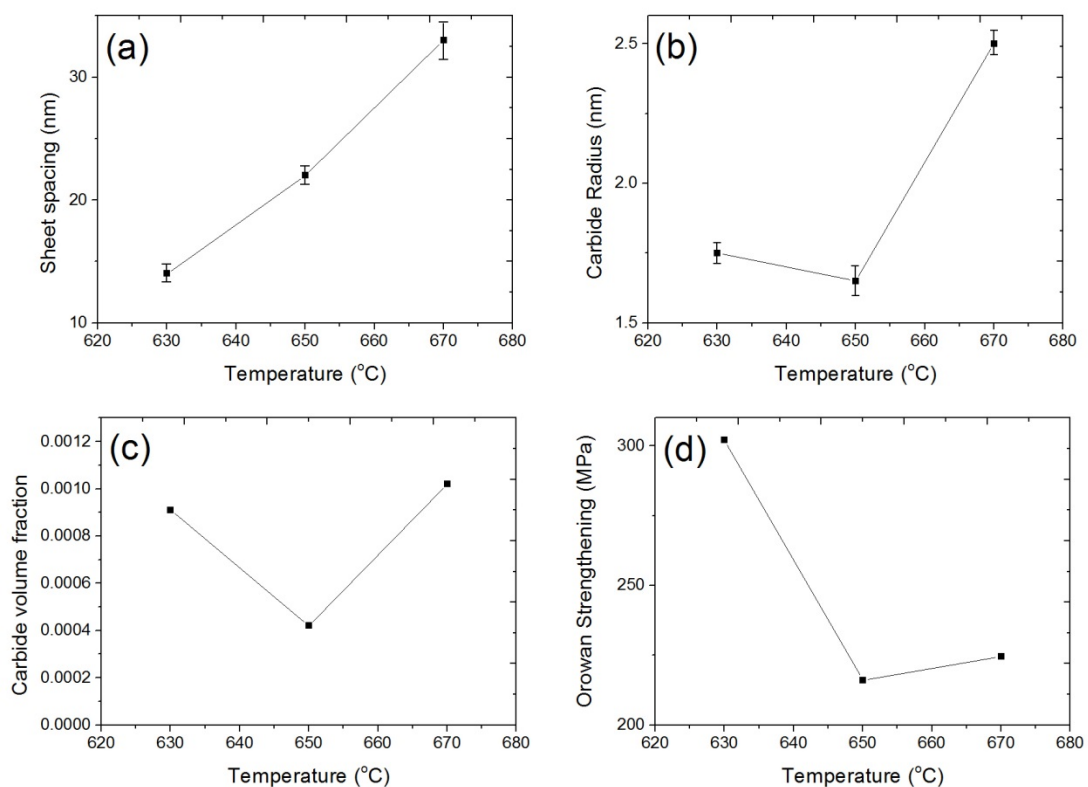 (a)
Sheet spacing (nm)
30
20
10
620 630 640 650 660 670 680
Temperature (°C)
(b)
Carbide Radius (nm)
2.5
2.0
1.5
620 630 640 650 660 670 680
Temperature (°C)
(c)
Carbide volume fraction
0.0012
0.0010
0.0008
0.0006
0.0004
0.0002
0.0000
620 630 640 650 660 670 680
Temperature (°C)
(d)
Orowan Strengthening (MPa)
300
250
200
620 630 640 650 660 670 680
Temperature (°C)